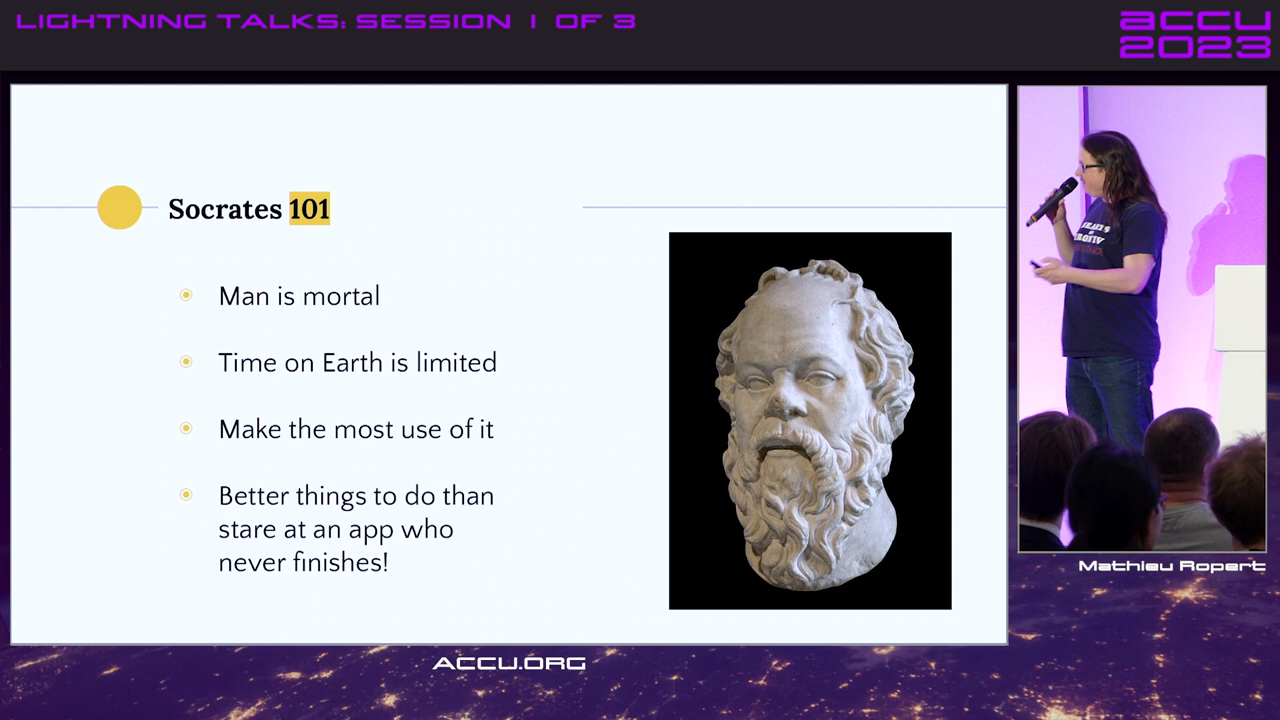 LIGHTNING TALKS: SESSION 1 OF 3
accu
2023
Socrates 101
Man is mortal
Time on Earth is limited
Make the most use of it
Better things to do than
stare at an app who
never finishes!
Mathieu Ropert
ACCU.ORG